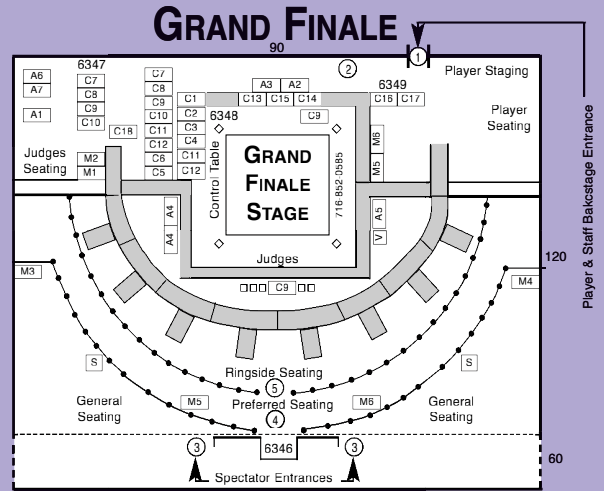 GRAND FINALE
90
1
2
6347
A6
A7
A1
C7
C8
C9
C10
C18
C7
C8
C9
C10
C11
C12
C6
C5
C1
C2
C3
C4
C11
C12
A3 A2
C13 C15 C14
6348
C9
6349
C16 C17
Player Staging
Player
Seating
Player & Staff Bakcstage Entrance
Judges
Seating
M2
M1
Control Table
GRAND
FINALE
STAGE
716-852-0585
M6
M5
A4
A4
A5
V
Judges
C9
120
M3
M4
S
S
Ringside Seating
5
General
Seating
M5
Preferred Seating
M6
General
Seating
4
3
6346
3
60
Spectator Entrances